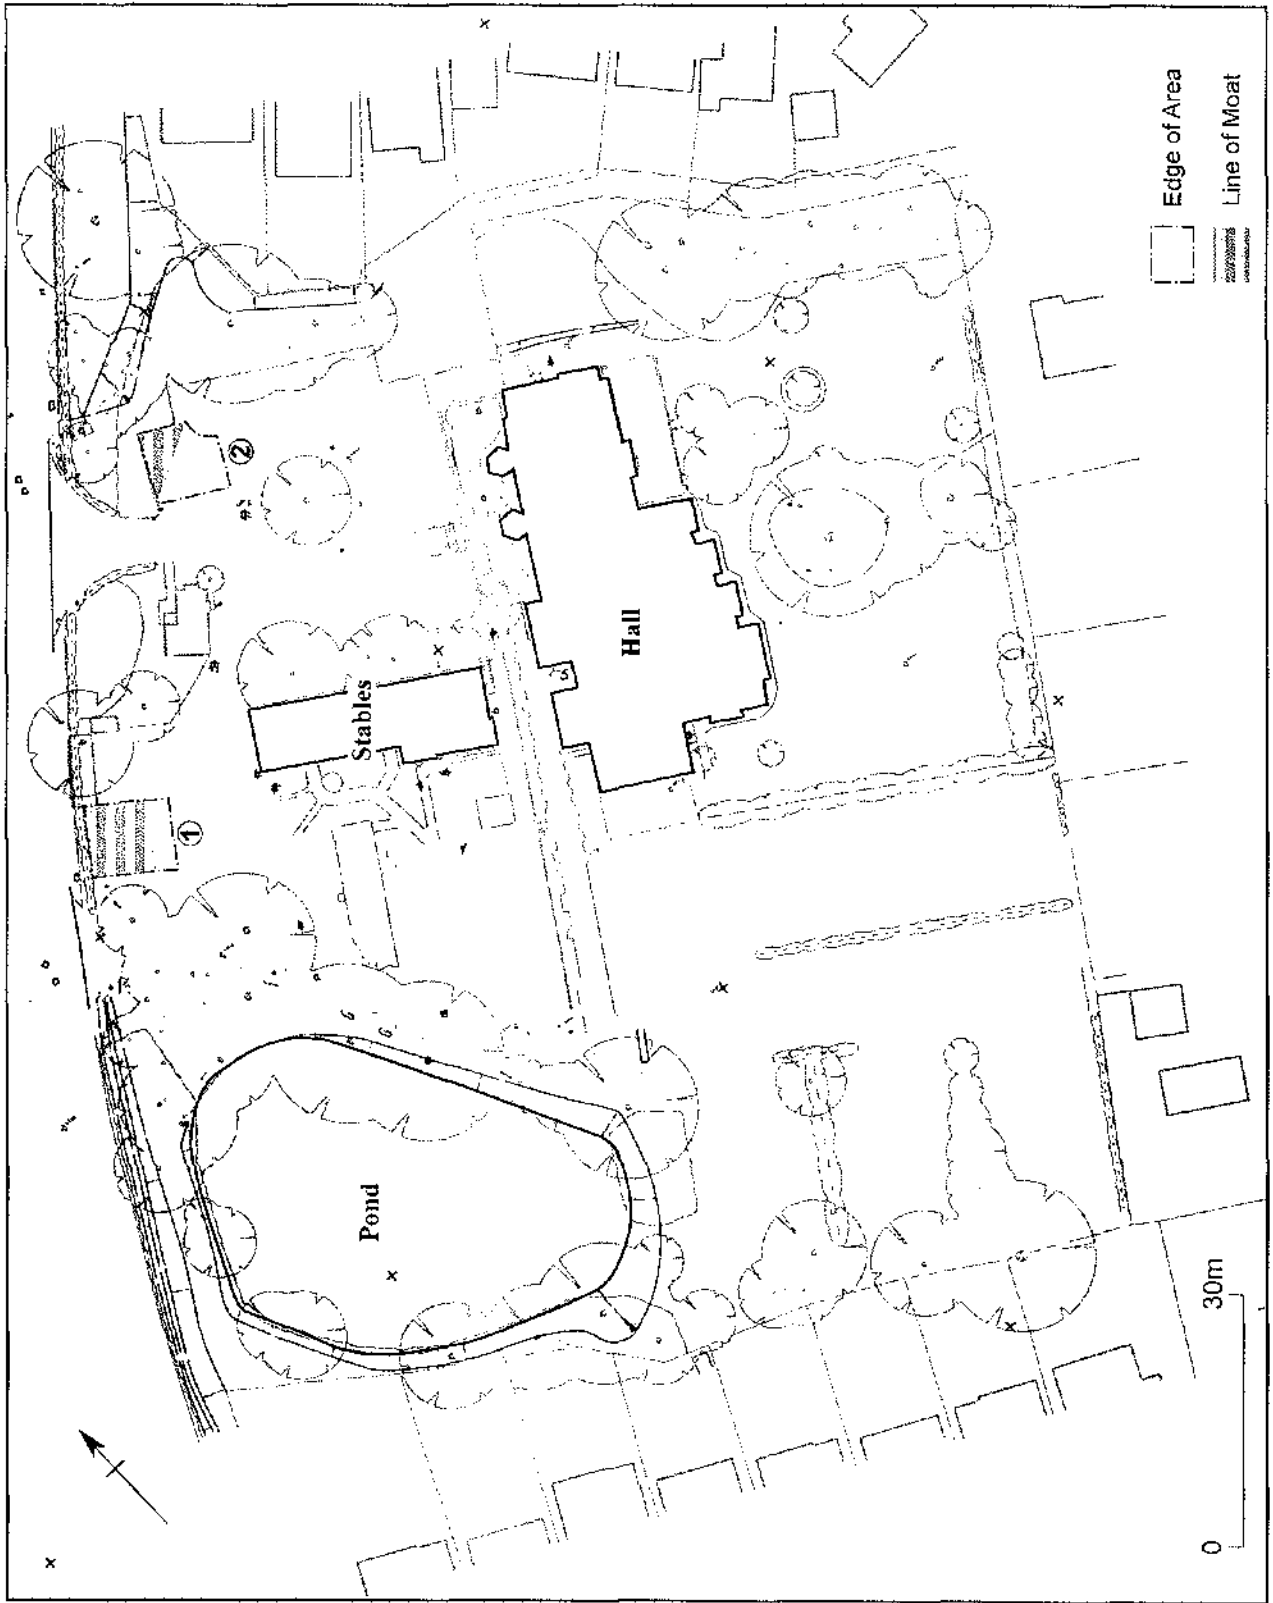 Edge of Area
Line of Moat
2
1
Hall
Stables
Pond
0 30m